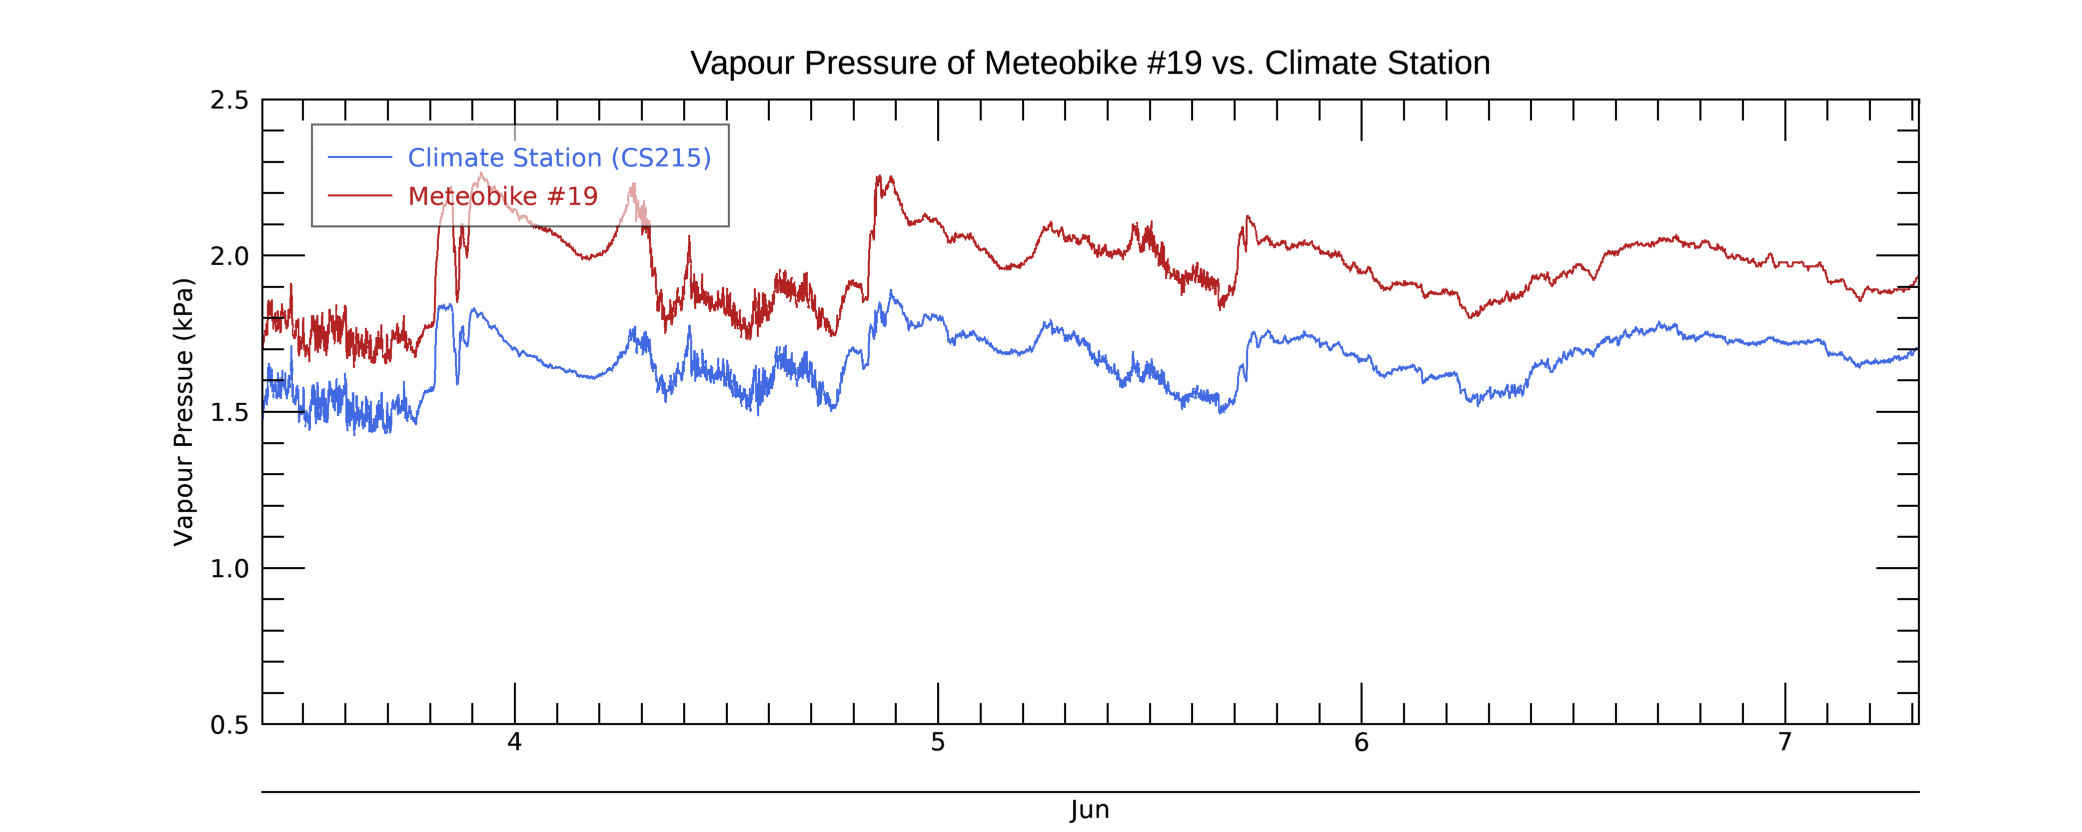 Vapour Pressure of Meteobike #19 vs. Climate Station
2.5
2.0
1.5
1.0
0.5
Vapour Pressue (kPa)
Climate Station (CS215)
Meteobike #19
4 5 6 7
Jun